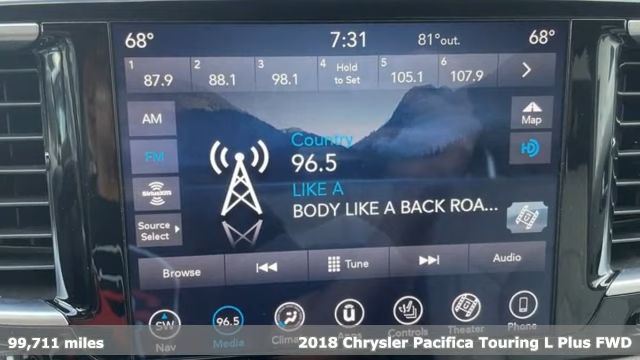 68° 7:31 81°out. 68°
1 87.9 2 88.1 3 98.1 4 Hold to Set 5 105.1 6 107.9
AM
FM
SiriusXM
Source Select
Country
96.5
LIKE A
BODY LIKE A BACK ROA...
Map
HD
Browse Tune Audio
SW 96.5
Nav Media Climate Apps Controls Theater Phone
99,711 miles 2018 Chrysler Pacifica Touring L Plus FWD